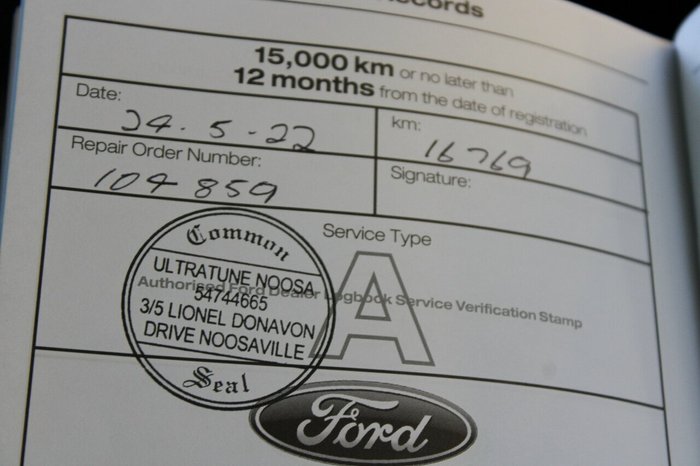 Records
15,000 km or no later than
12 months from the date of registration
Date:
24.5-22
km:
16769
Repair Order Number:
104859
Signature:
Service Type
A
Authorised Ford Dealer Logbook Service Verification Stamp
Common
ULTRATUNE NOOSA
54744665
3/5 LIONEL DONAVON
DRIVE NOOSAVILLE
Seal
Ford